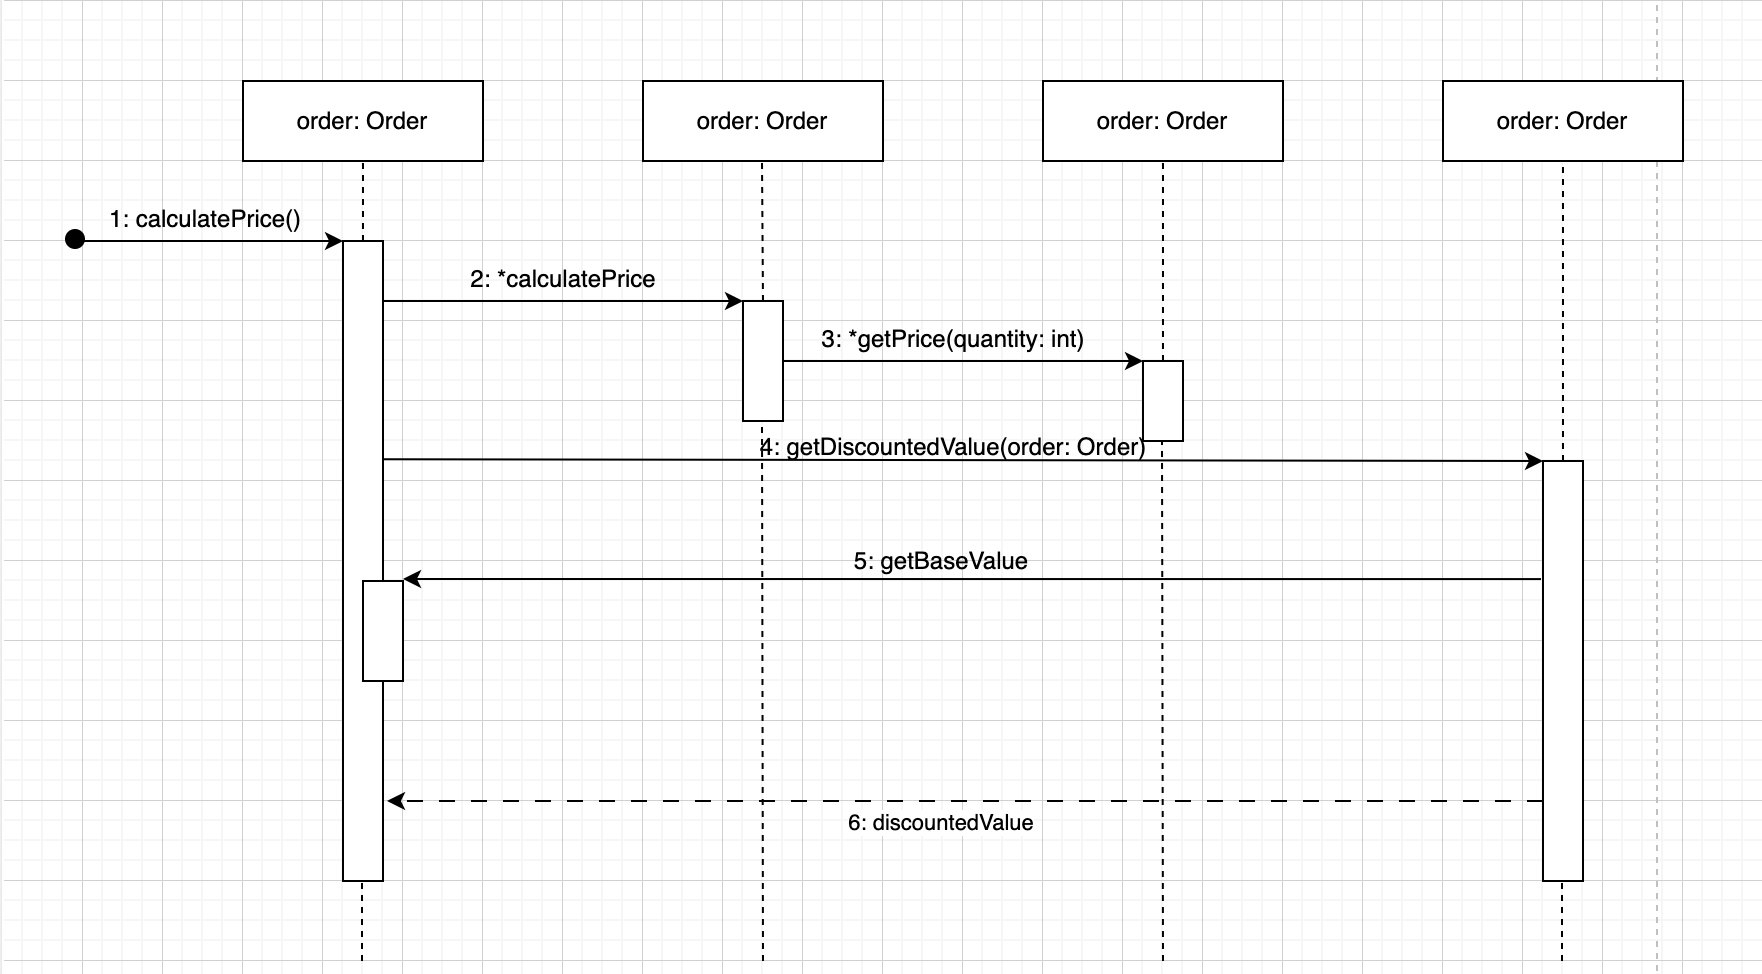 order: Order
order: Order
order: Order
order: Order
1: calculatePrice()
2: *calculatePrice
3: *getPrice(quantity: int)
4: getDiscountedValue(order: Order)
5: getBaseValue
6: discountedValue